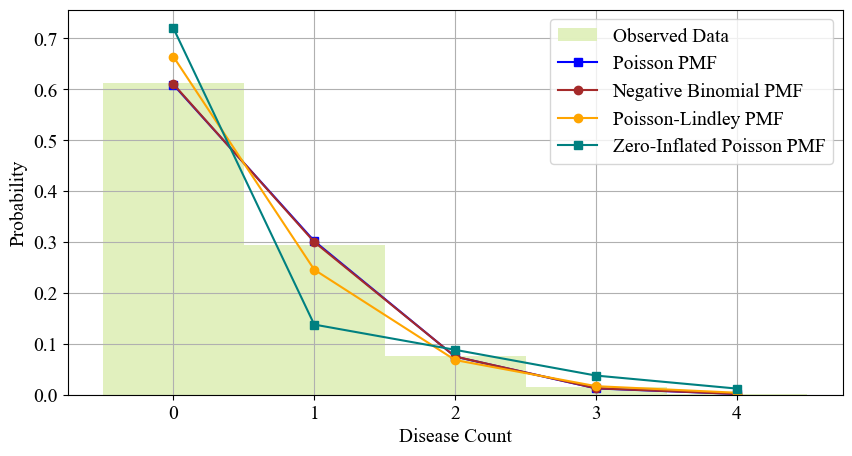 Observed Data
Poisson PMF
Negative Binomial PMF
Poisson-Lindley PMF
Zero-Inflated Poisson PMF
Probability
0.7
0.6
0.5
0.4
0.3
0.2
0.1
0.0
0 1 2 3 4
Disease Count